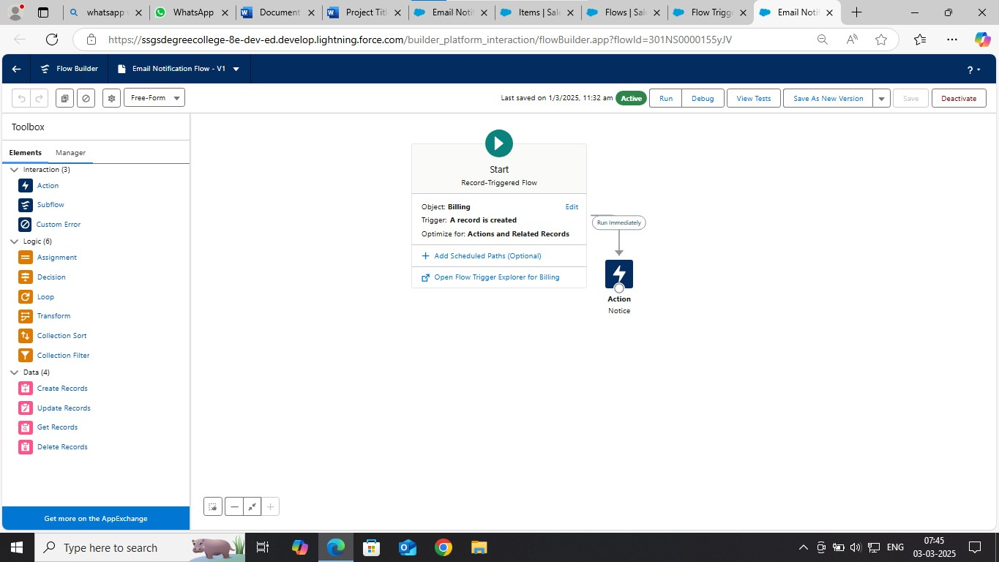 whatsapp
WhatsApp
Document
Project Titl
Email Notif
Items | Sale
Flows | Sale
Flow Trigge
Email Notif
https://ssgsdegreecollege-8e-dev-ed.develop.lightning.force.com/builder_platform_interaction/flowBuilder.app?flowId=301NS0000155yJV
Flow Builder
Email Notification Flow - V1
?
Free-Form
Last saved on 1/3/2025, 11:32 am
Active
Run
Debug
View Tests
Save As New Version
Save
Deactivate
Toolbox
Elements
Manager
Interaction (3)
Action
Subflow
Custom Error
Logic (6)
Assignment
Decision
Loop
Transform
Collection Sort
Collection Filter
Data (4)
Create Records
Update Records
Get Records
Delete Records
Get more on the AppExchange
Start
Record-Triggered Flow
Object: Billing
Edit
Trigger: A record is created
Optimize for: Actions and Related Records
Add Scheduled Paths (Optional)
Open Flow Trigger Explorer for Billing
Run Immediately
Action
Notice
Type here to search
ENG
07:45
03-03-2025